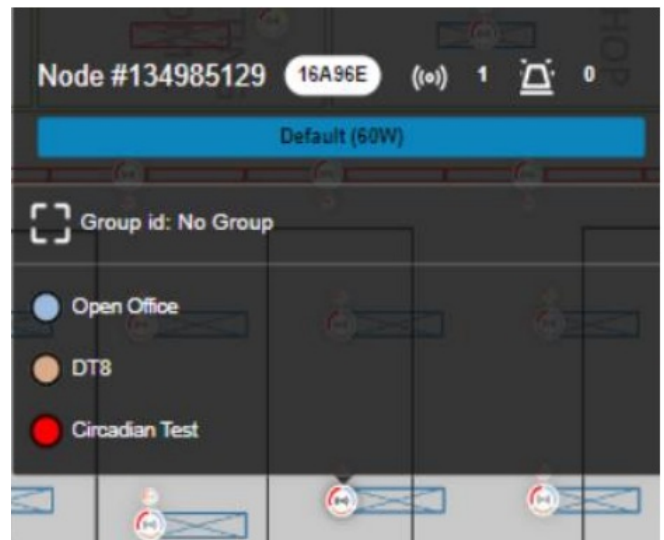 Node #134985129 16A96E 1 0
Default (60W)
Group id: No Group
Open Office
DT8
Circadian Test